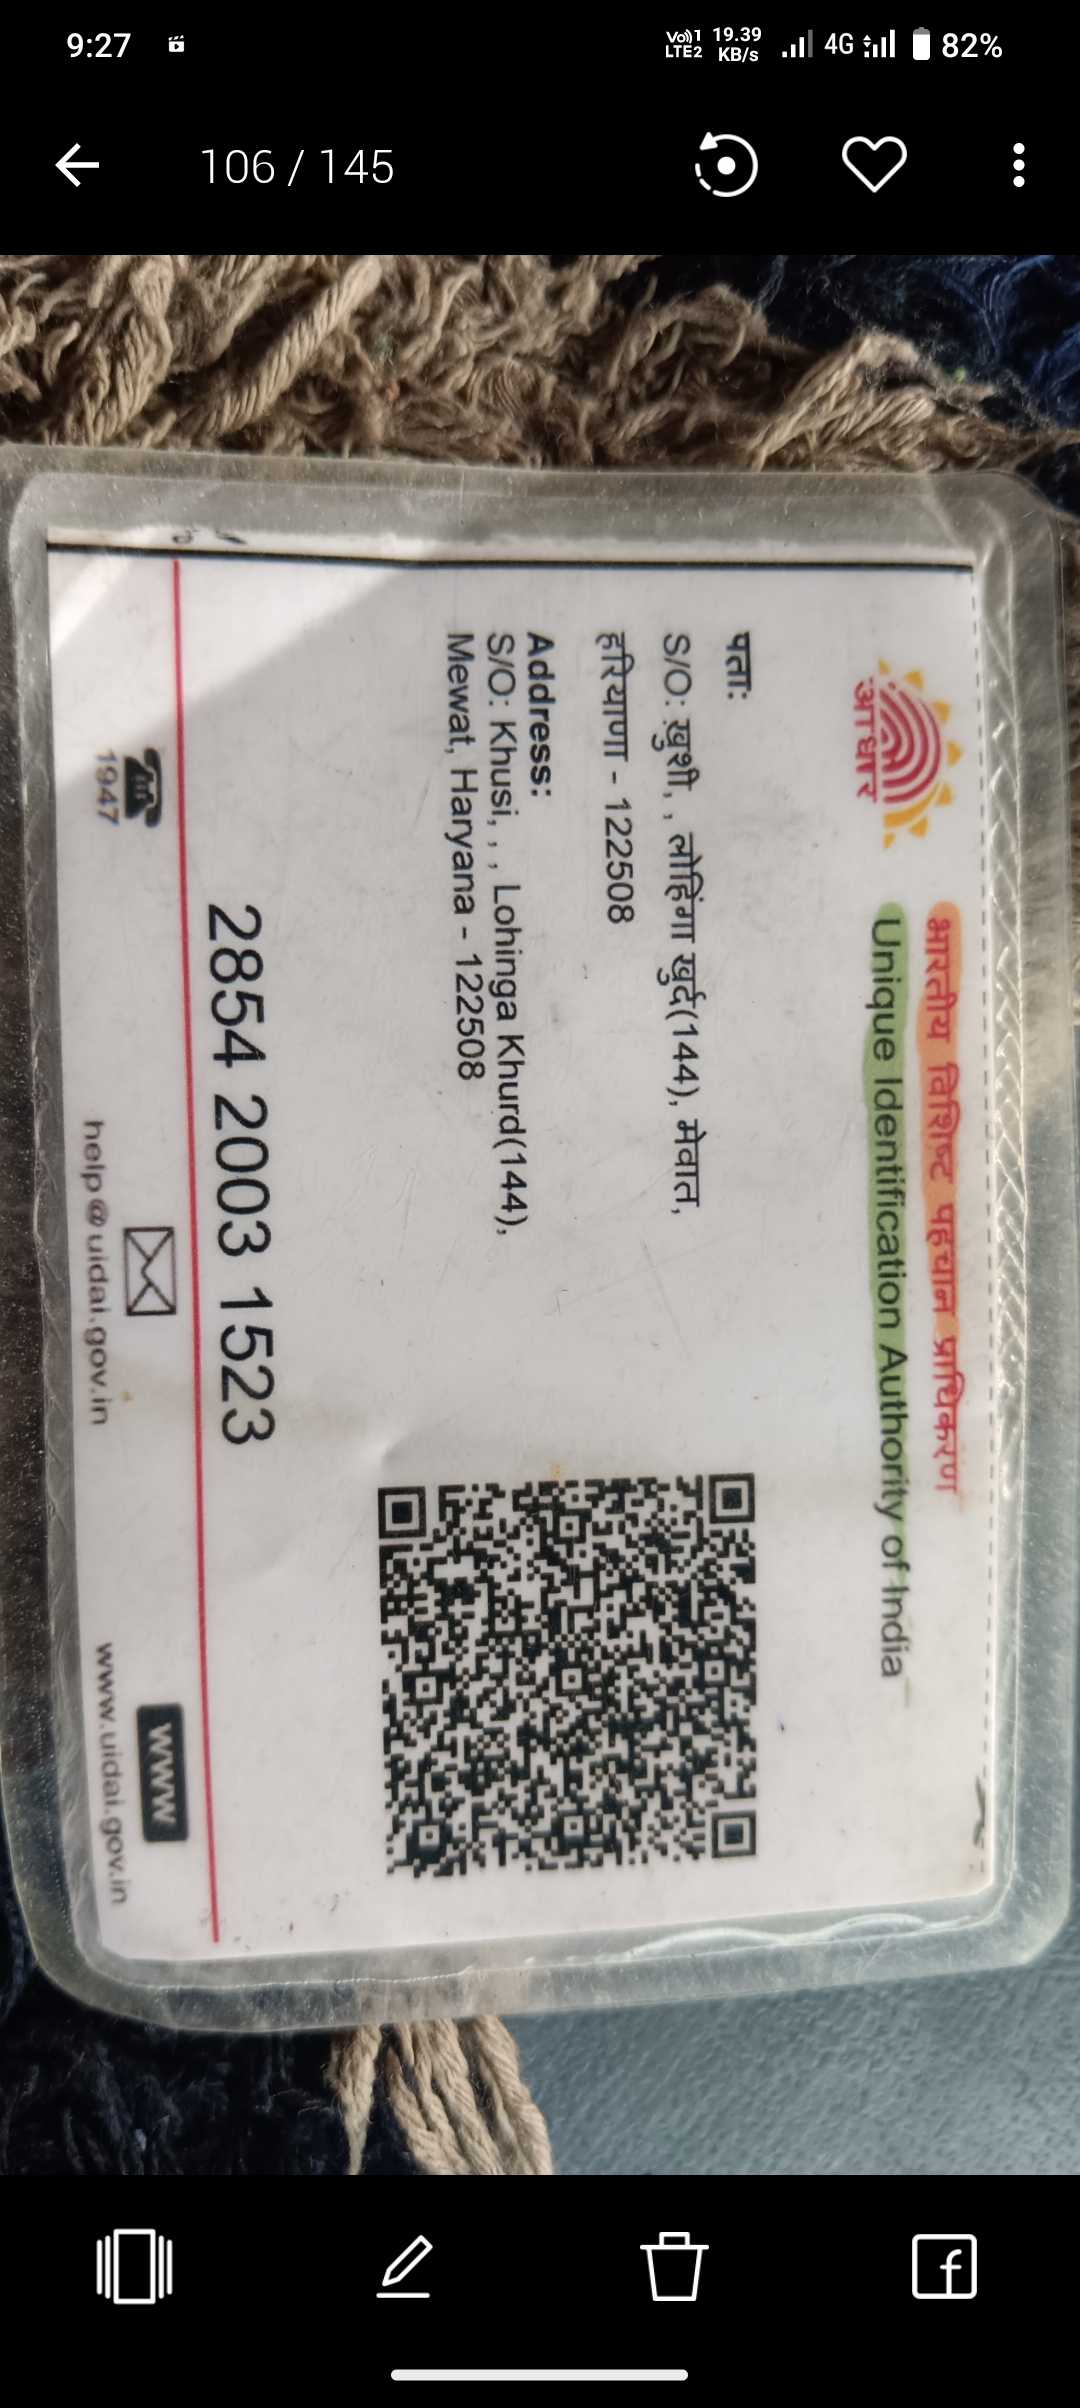 9:27
Vo)) 1 LTE2
19.39 KB/s
4G
82%
106 / 145
आधार
भारतीय विशिष्ट पहचान प्राधिकरण
Unique Identification Authority of India
पता:
S/O: खुशी, , लोहिंगा खुर्द(144), मेवात,
हरियाणा - 122508
Address:
S/O: Khusi, , , Lohinga Khurd(144),
Mewat, Haryana - 122508
2854 2003 1523
1947
help@uidai.gov.in
www
www.uidai.gov.in